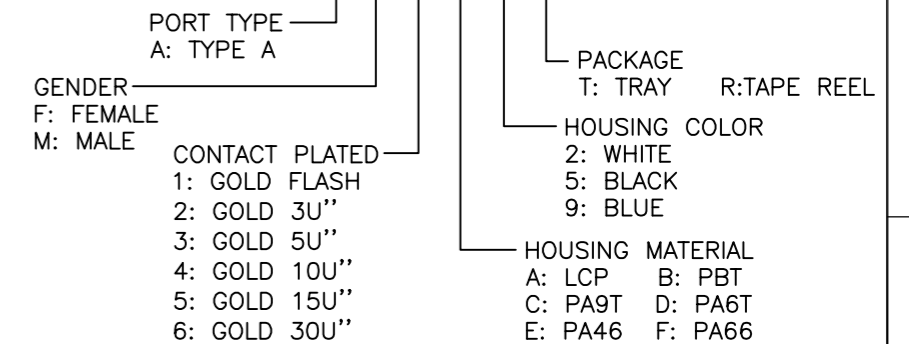 PORT TYPE
A: TYPE A
GENDER
F: FEMALE
M: MALE
CONTACT PLATED
1: GOLD FLASH
2: GOLD 3U’’
3: GOLD 5U’’
4: GOLD 10U’’
5: GOLD 15U’’
6: GOLD 30U’’
PACKAGE
T: TRAY R:TAPE REEL
HOUSING COLOR
2: WHITE
5: BLACK
9: BLUE
HOUSING MATERIAL
A: LCP B: PBT
C: PA9T D: PA6T
E: PA46 F: PA66